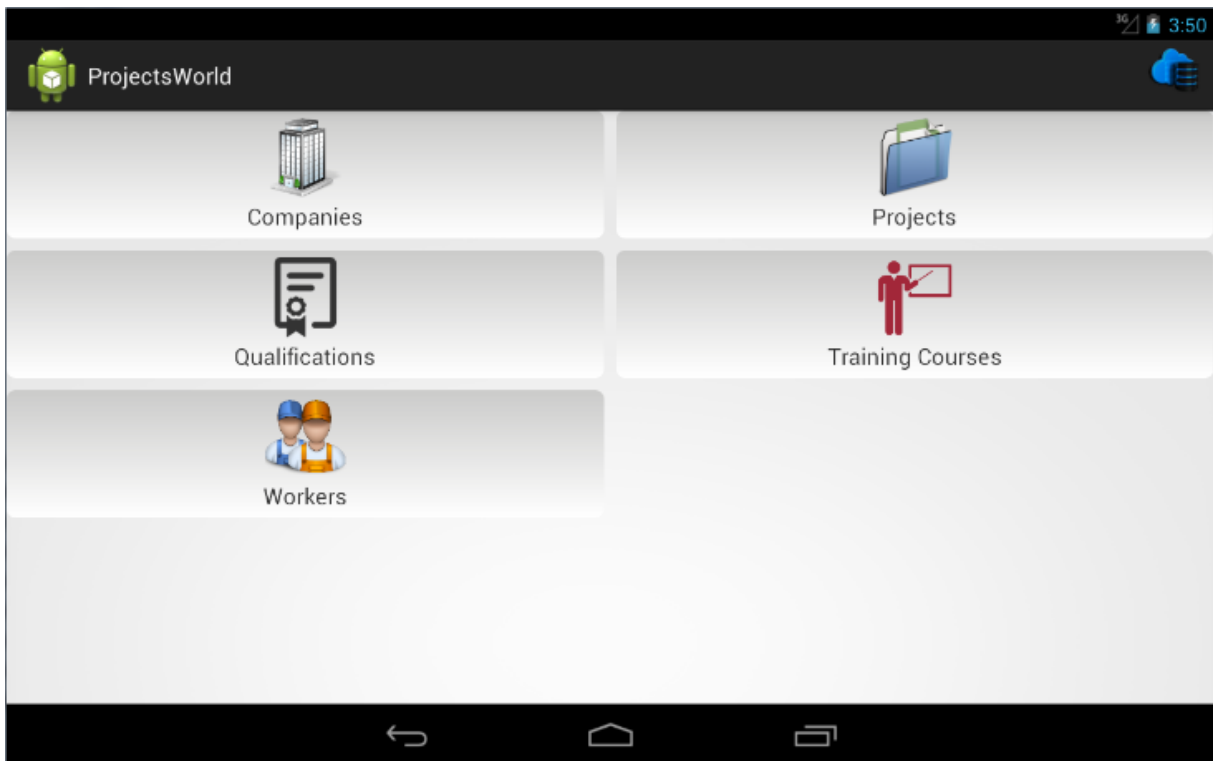 3G 3:50
ProjectsWorld
Companies
Projects
Qualifications
Training Courses
Workers